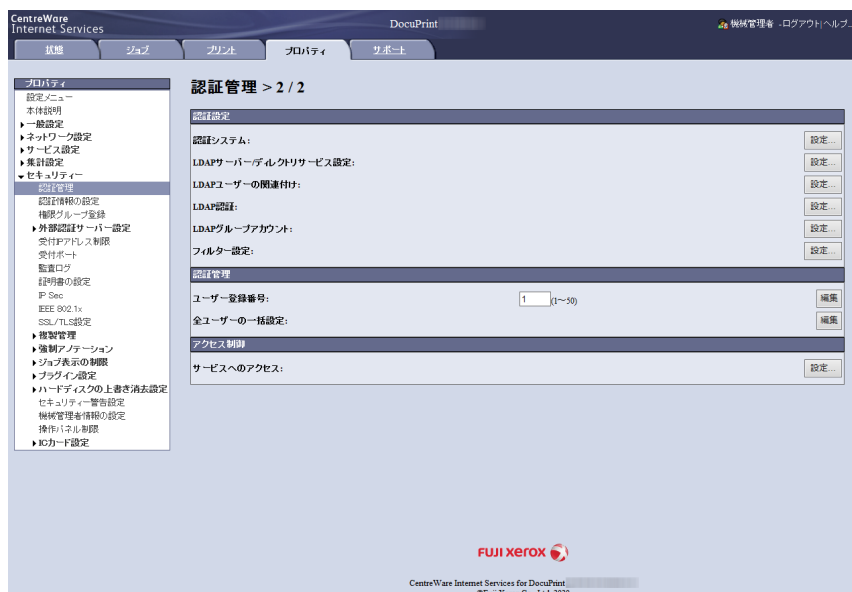 CentreWare
Internet Services
DocuPrint
機械管理者 -ログアウト|ヘルプ
状態
ジョブ
プリント
プロパティ
サポート
プロパティ
設定メニュー
本体説明
一般設定
ネットワーク設定
サービス設定
集計設定
セキュリティー
認証管理
認証情報の設定
権限グループ登録
外部認証サーバー設定
受付IPアドレス制限
受付ポート
監査ログ
証明書の設定
IP Sec
IEEE 802.1x
SSL/TLS設定
複製管理
強制アノテーション
ジョブ表示の制限
プラグイン設定
ハードディスクの上書き消去設定
セキュリティー警告設定
機械管理者情報の設定
操作パネル制限
ICカード設定
認証管理 > 2 / 2
認証設定
認証システム: 設定...
LDAPサーバー/ディレクトリサービス設定: 設定...
LDAPユーザーの関連付け: 設定...
LDAP認証: 設定...
LDAPグループアカウント: 設定...
フィルター設定: 設定...
認証管理
ユーザー登録番号: 1 (1～50) 編集
全ユーザーの一括設定: 編集
アクセス制御
サービスへのアクセス: 設定...
FUJI XEROX
CentreWare Internet Services for DocuPrint